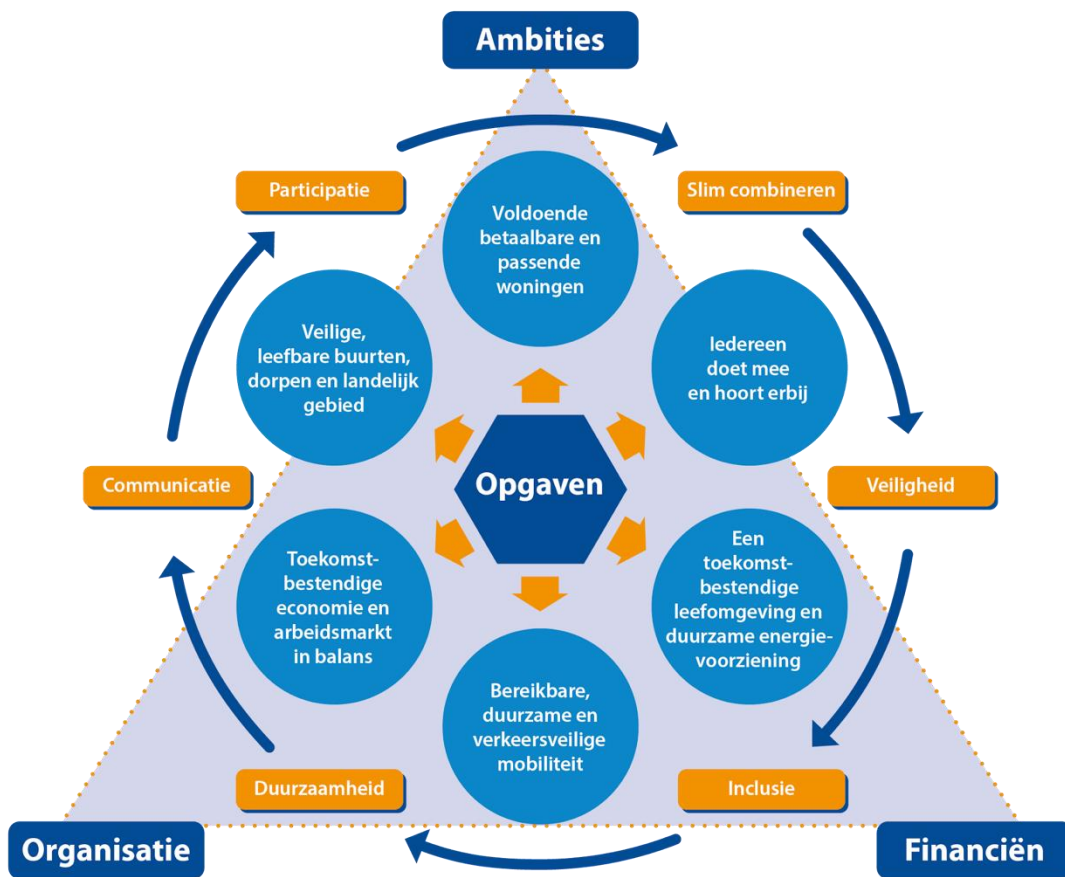 Ambities
Participatie
Slim combineren
Voldoende
betaalbare en
passende
woningen
Veilige,
leefbare buurten,
dorpen en landelijk
gebied
Iedereen
doet mee
en hoort erbij
Communicatie
Opgaven
Veiligheid
Toekomst-
bestendige
economie en
arbeidsmarkt
in balans
Een
toekomst-
bestendige
leefomgeving en
duurzame energie-
voorziening
Bereikbare,
duurzame en
verkeersveilige
mobiliteit
Duurzaamheid
Inclusie
Organisatie
Financiën